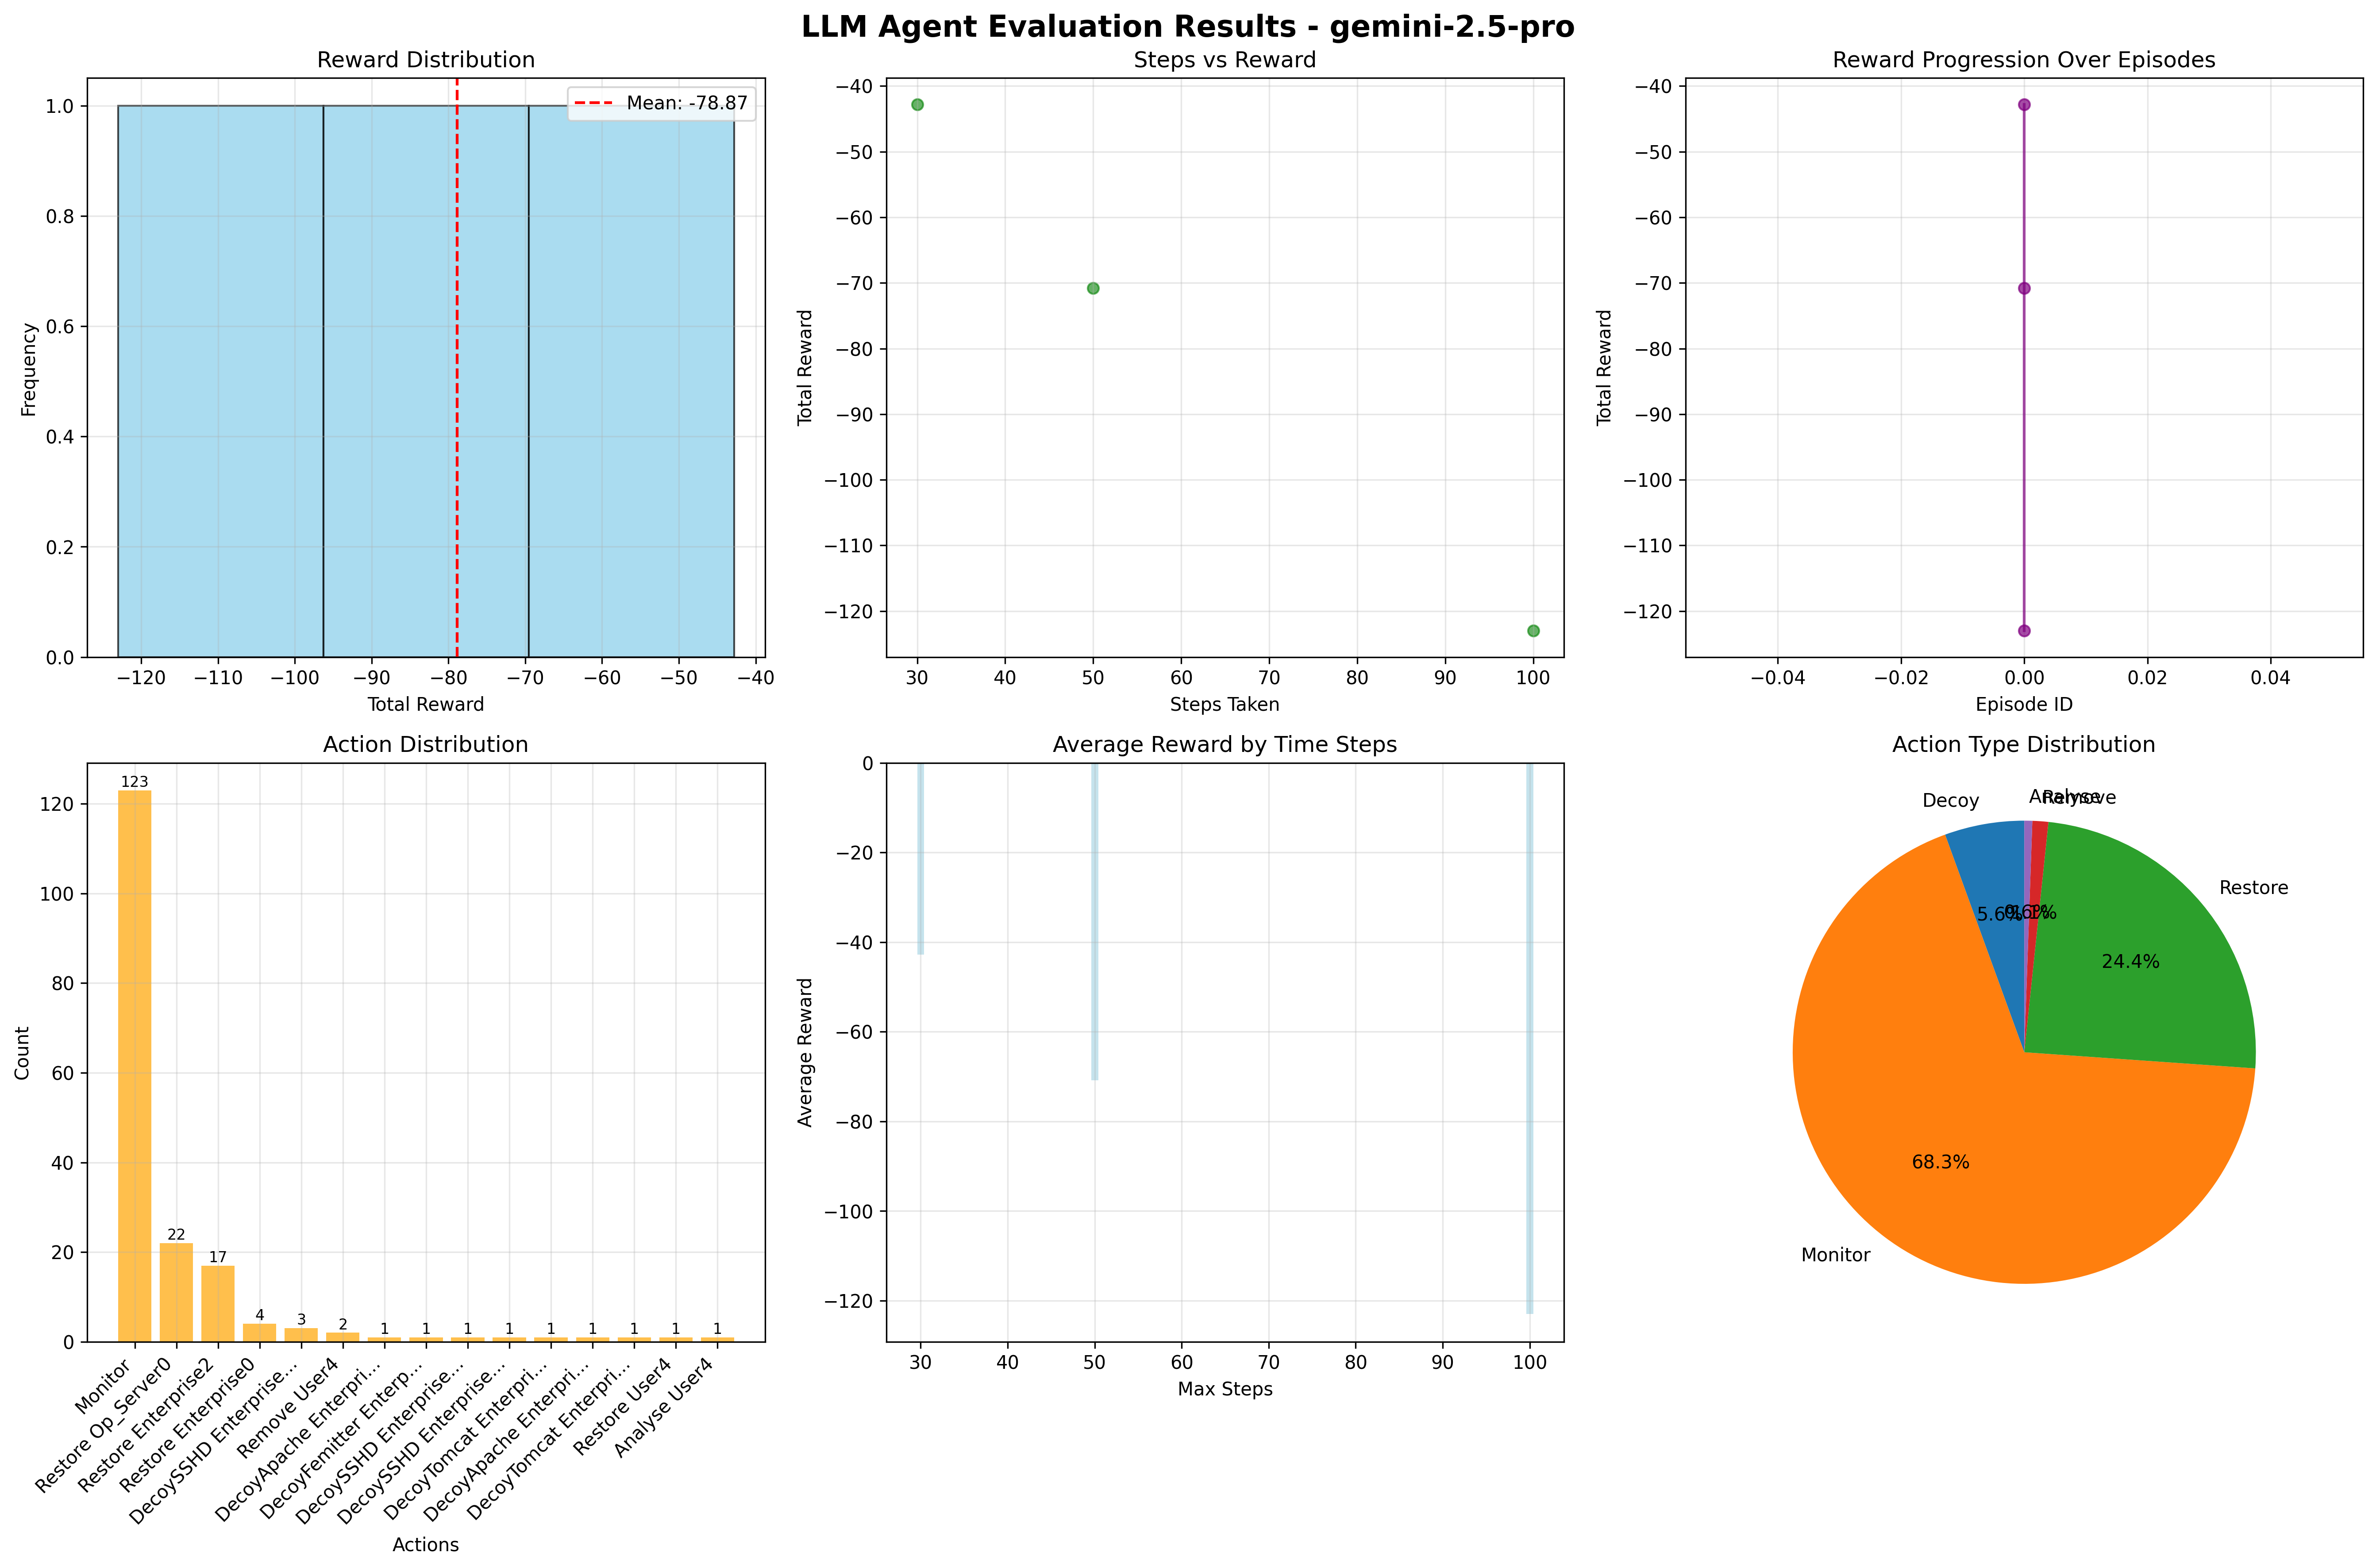 LLM Agent Evaluation Results - gemini-2.5-pro
Reward Distribution
Mean: -78.87
1.0
0.8
0.6
0.4
0.2
0.0
Frequency
−120 −110 −100 −90 −80 −70 −60 −50 −40
Total Reward
Steps vs Reward
−40
−50
−60
−70
−80
−90
−100
−110
−120
Total Reward
30 40 50 60 70 80 90 100
Steps Taken
Reward Progression Over Episodes
−40
−50
−60
−70
−80
−90
−100
−110
−120
Total Reward
−0.04 −0.02 0.00 0.02 0.04
Episode ID
Action Distribution
120
100
80
60
40
20
0
Count
123 22 17 4 3 2 1 1 1 1 1 1 1 1 1
Monitor
Restore Op_Server0
Restore Enterprise2
Restore Enterprise0
DecoySSHD Enterprise...
Remove User4
DecoyApache Enterpri...
DecoyFemitter Enterp...
DecoySSHD Enterprise...
DecoySSHD Enterprise...
DecoyTomcat Enterpri...
DecoyApache Enterpri...
DecoyTomcat Enterpri...
Restore User4
Analyse User4
Actions
Average Reward by Time Steps
0
−20
−40
−60
−80
−100
−120
Average Reward
30 40 50 60 70 80 90 100
Max Steps
Action Type Distribution
Decoy
Analyse
Remove
Restore
Monitor
5.6%
0.6%
1.1%
24.4%
68.3%